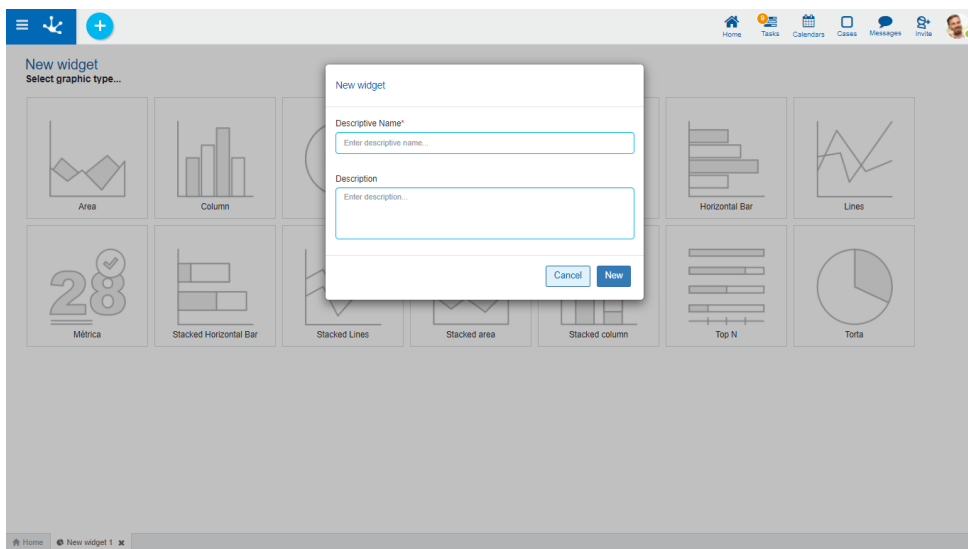 9
Home
Tasks
Calendars
Cases
Messages
Invite
New widget
Select graphic type...
New widget
Descriptive Name*
Enter descriptive name...
Description
Enter description...
Cancel
New
Area
Column
Horizontal Bar
Lines
28
Métrica
Stacked Horizontal Bar
Stacked Lines
Stacked area
Stacked column
Top N
Torta
Home
New widget 1